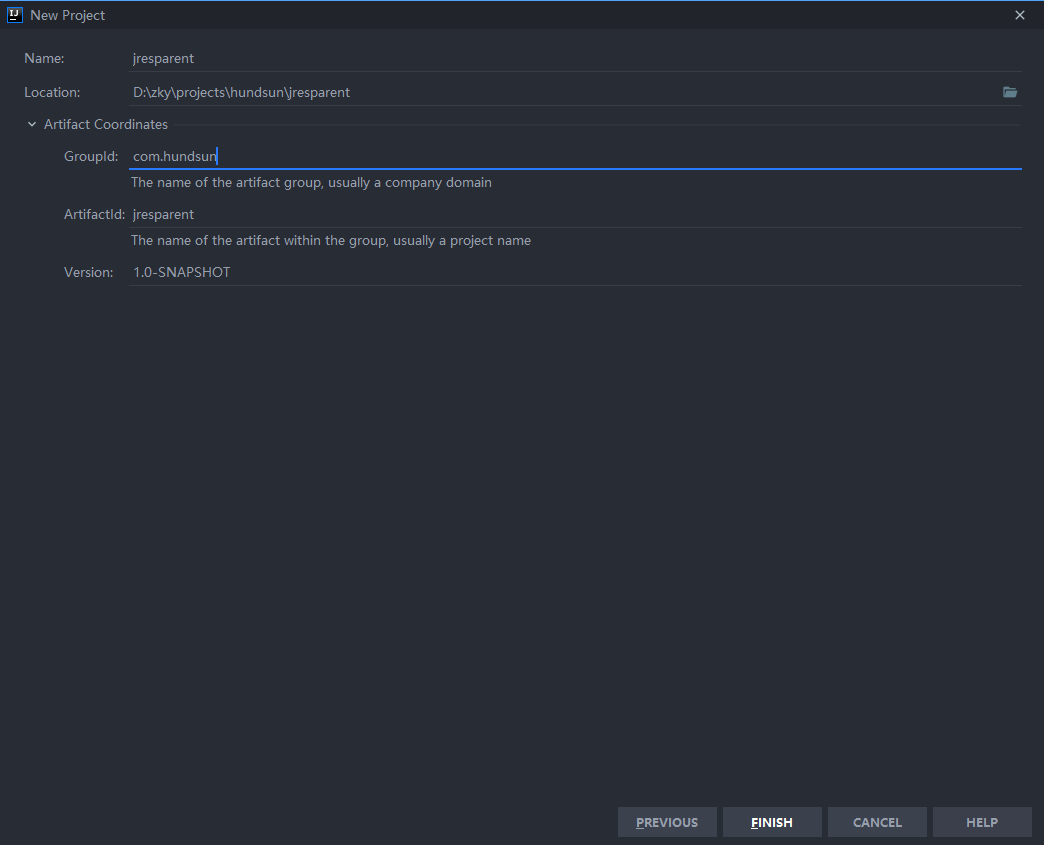 IJ New Project
Name: jresparent
Location: D:\zky\projects\hundsun\jresparent
Artifact Coordinates
GroupId: com.hundsun
The name of the artifact group, usually a company domain
ArtifactId: jresparent
The name of the artifact within the group, usually a project name
Version: 1.0-SNAPSHOT
PREVIOUS FINISH CANCEL HELP